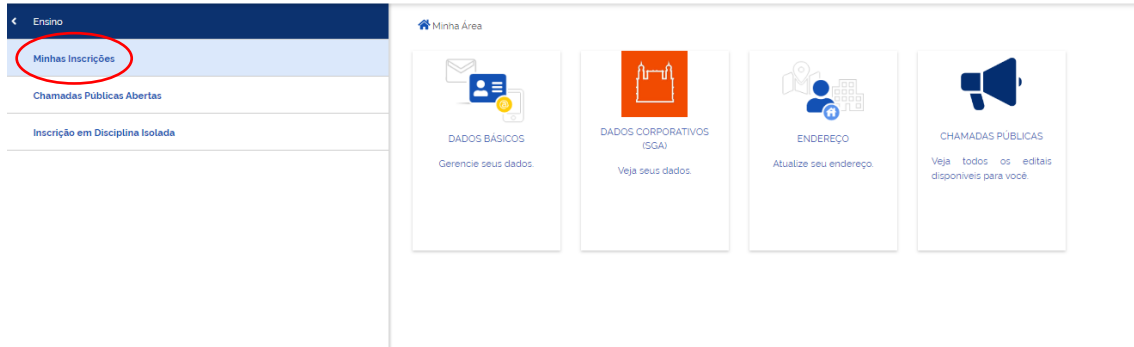 Ensino
Minhas Inscrições
Chamadas Públicas Abertas
Inscrição em Disciplina Isolada
Minha Área
DADOS BÁSICOS
Gerencie seus dados.
DADOS CORPORATIVOS
(SGA)
Veja seus dados.
ENDEREÇO
Atualize seu endereço.
CHAMADAS PÚBLICAS
Veja todos os editais
disponíveis para você.